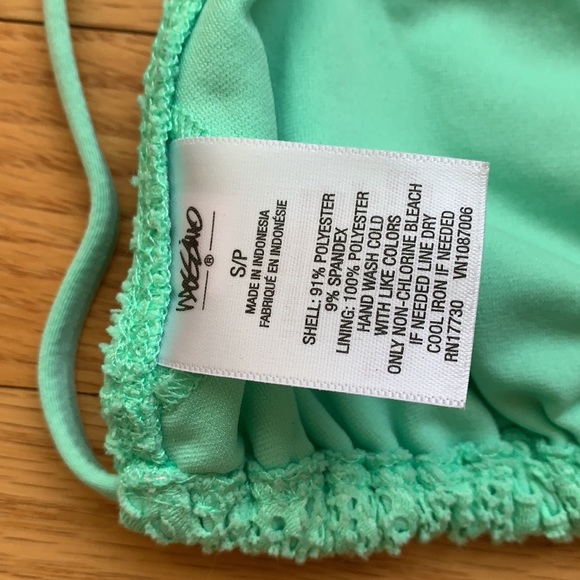 MOSSIMO
®
S/P
MADE IN INDONESIA
FABRIQUÉ EN INDONÉSIE
SHELL: 91% POLYESTER
9% SPANDEX
LINING: 100% POLYESTER
HAND WASH COLD
WITH LIKE COLORS
ONLY NON-CHLORINE BLEACH
IF NEEDED LINE DRY
COOL IRON IF NEEDED
RN17730 VN1087006